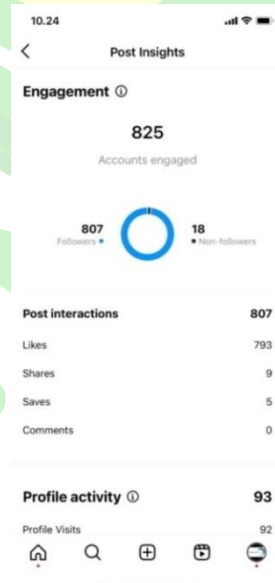 10.24
Post Insights
Engagement
825
Accounts engaged
807
Followers
18
Non-followers
Post interactions 807
Likes 793
Shares 9
Saves 5
Comments 0
Profile activity 93
Profile Visits 92